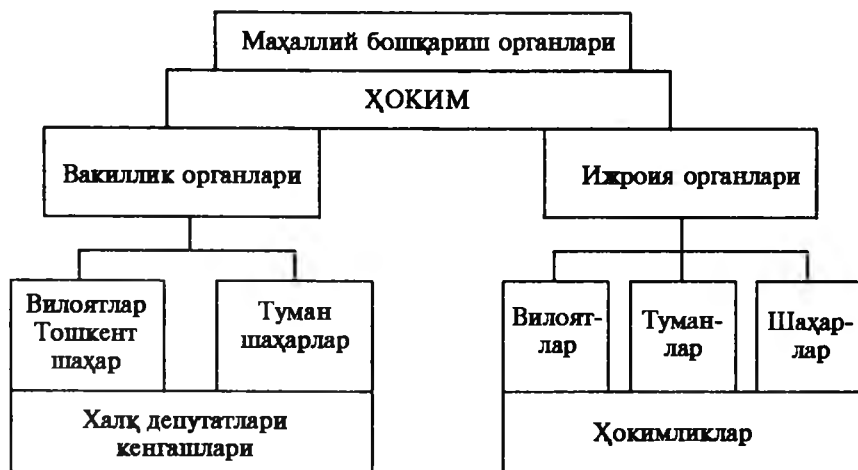 Маҳаллий бошқариш органлари
ҲОКИМ
Вакиллик органлари
Ижроия органлари
Вилоятлар
Тошкент
шаҳар
Туман
шаҳарлар
Вилоят-
лар
Туман-
лар
Шаҳар-
лар
Халқ депутатлари
кенгашлари
Ҳокимликлар